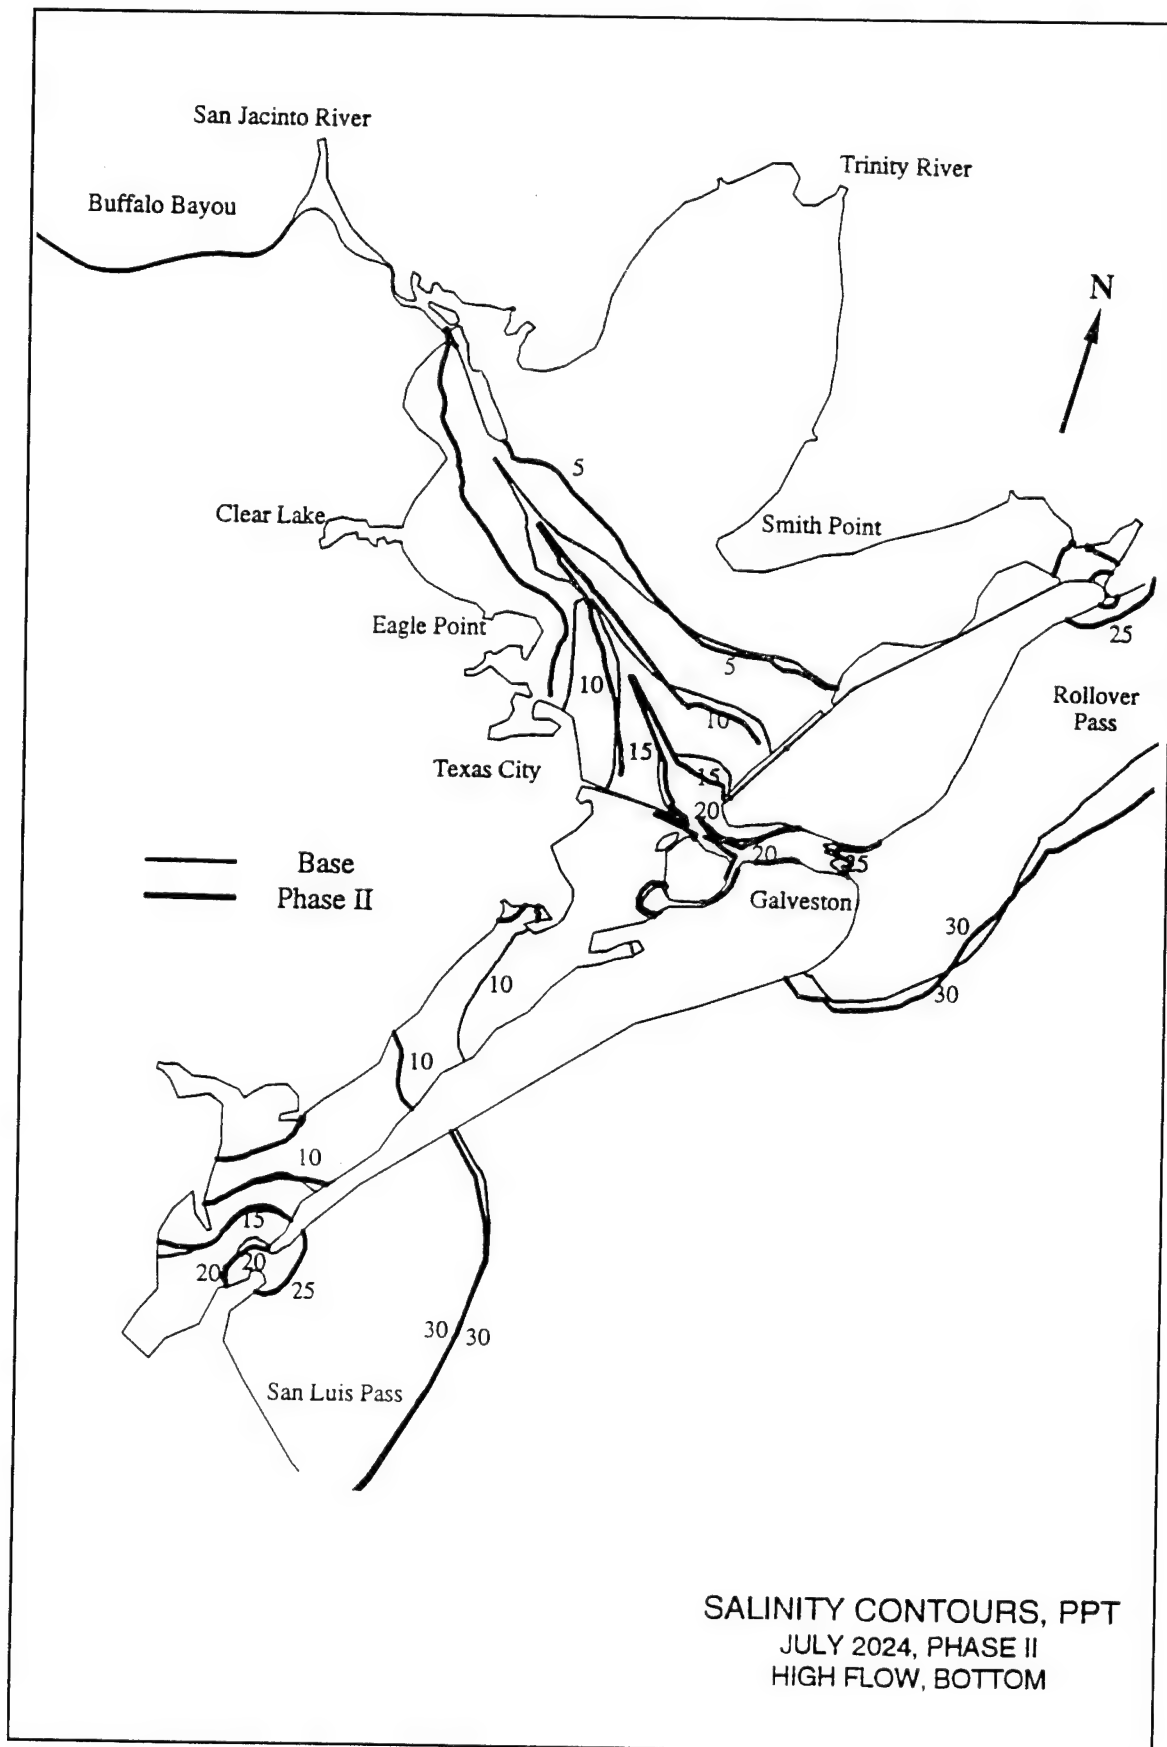 San Jacinto River
Trinity River
Buffalo Bayou
N
5
Clear Lake
Smith Point
Eagle Point
25
5
10
Rollover
Pass
10
15
Texas City
15
20
20
25
Base
Phase II
Galveston
30
10
30
10
10
15
20
20
25
30
30
San Luis Pass
SALINITY CONTOURS, PPT
JULY 2024, PHASE II
HIGH FLOW, BOTTOM